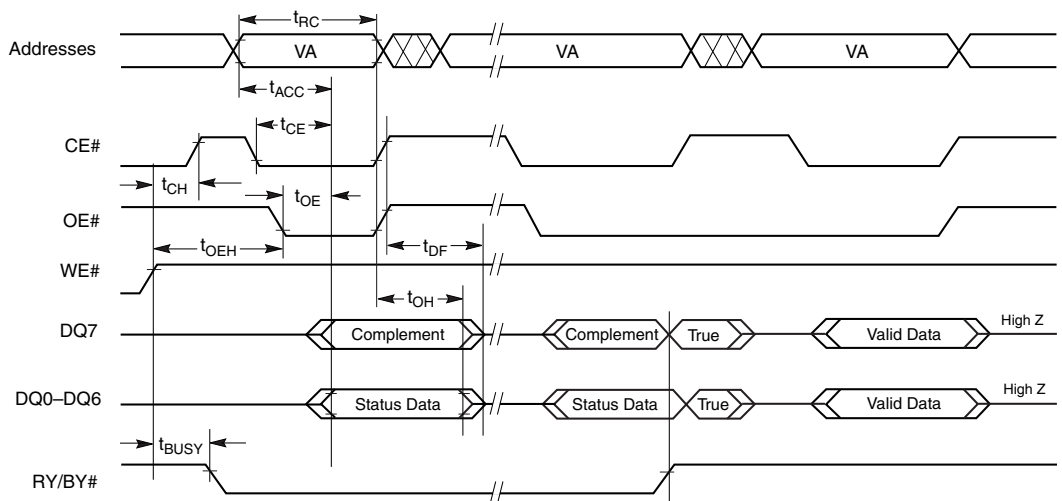 tRC
Addresses VA VA VA
tACC
tCE
CE#
tCH tOE
OE#
tOEH tDF
WE#
tOH
DQ7 Complement Complement True Valid Data High Z
DQ0–DQ6 Status Data Status Data True Valid Data High Z
tBUSY
RY/BY#